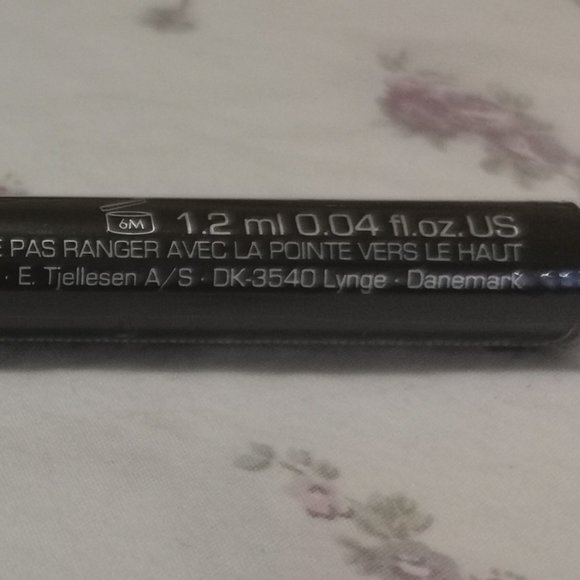 6M 1.2 ml 0.04 fl.oz.US
PAS RANGER AVEC LA POINTE VERS LE HAUT
· E. Tjellesen A/S · DK-3540 Lynge · Danemark